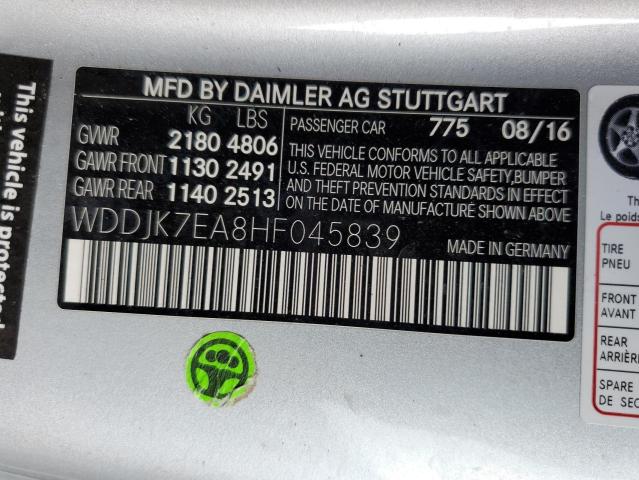 This vehicle is protected
MFD BY DAIMLER AG STUTTGART
KG LBS
GVWR 2180 4806
GAWR FRONT 1130 2491
GAWR REAR 1140 2513
PASSENGER CAR 775 08/16
THIS VEHICLE CONFORMS TO ALL APPLICABLE
U.S. FEDERAL MOTOR VEHICLE SAFETY,BUMPER
AND THEFT PREVENTION STANDARDS IN EFFECT
ON THE DATE OF MANUFACTURE SHOWN ABOVE
WDDJK7EA8HF045839
MADE IN GERMANY
Th
Le poids
TIRE
PNEU
FRONT
AVANT
REAR
ARRIÈRE
SPARE
DE SEC